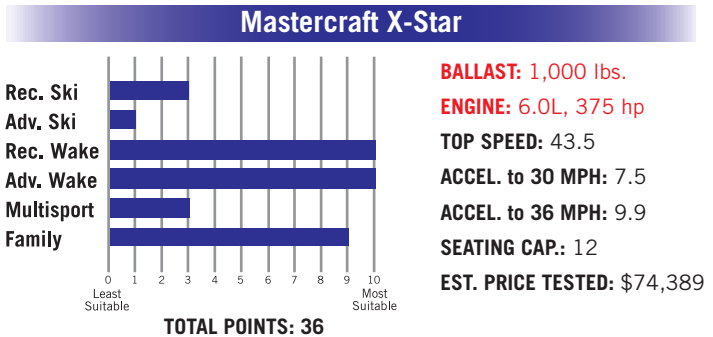 Mastercraft X-Star
Rec. Ski
Adv. Ski
Rec. Wake
Adv. Wake
Multisport
Family
0 1 2 3 4 5 6 7 8 9 10
Least
Suitable
Most
Suitable
TOTAL POINTS: 36
BALLAST: 1,000 lbs.
ENGINE: 6.0L, 375 hp
TOP SPEED: 43.5
ACCEL. to 30 MPH: 7.5
ACCEL. to 36 MPH: 9.9
SEATING CAP.: 12
EST. PRICE TESTED: $74,389